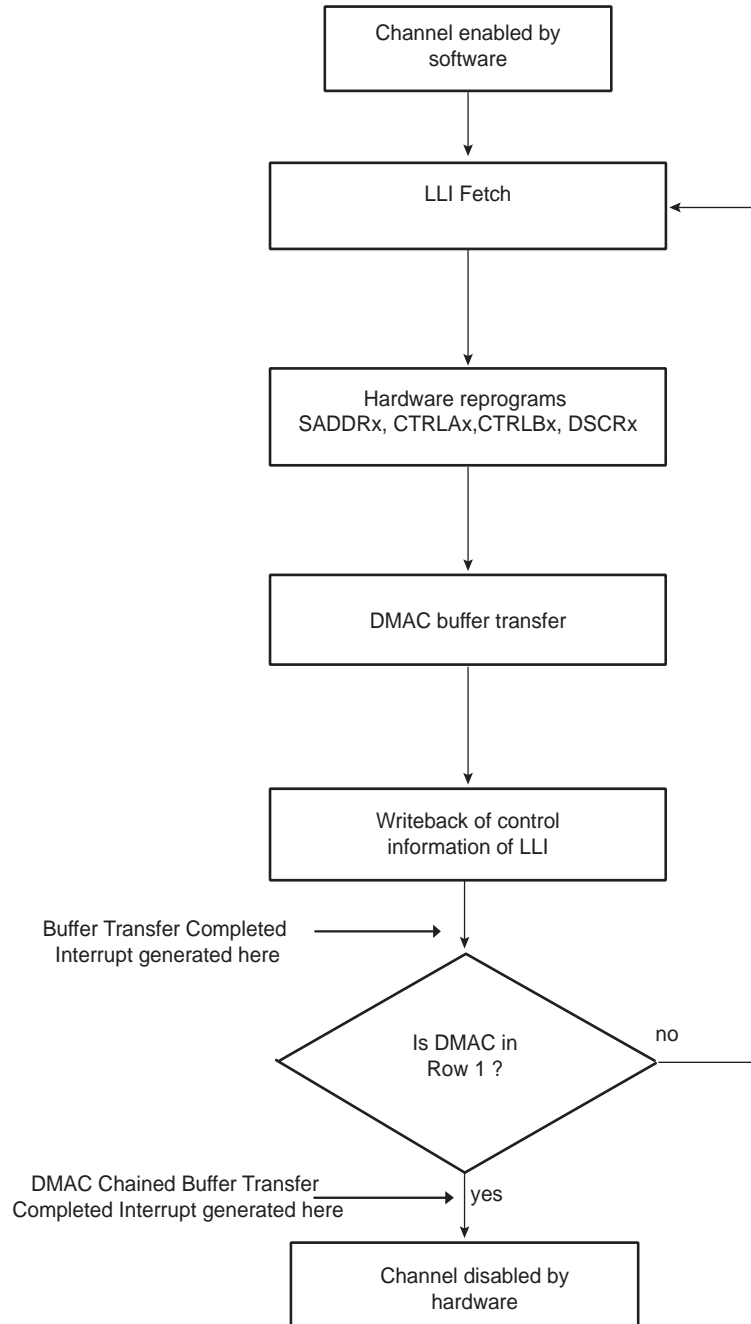 Channel enabled by
software
LLI Fetch
Hardware reprograms
SADDRx, CTRLAx,CTRLBx, DSCRx
DMAC buffer transfer
Writeback of control
information of LLI
Buffer Transfer Completed
Interrupt generated here
Is DMAC in
Row 1 ?
no
DMAC Chained Buffer Transfer
Completed Interrupt generated here
yes
Channel disabled by
hardware